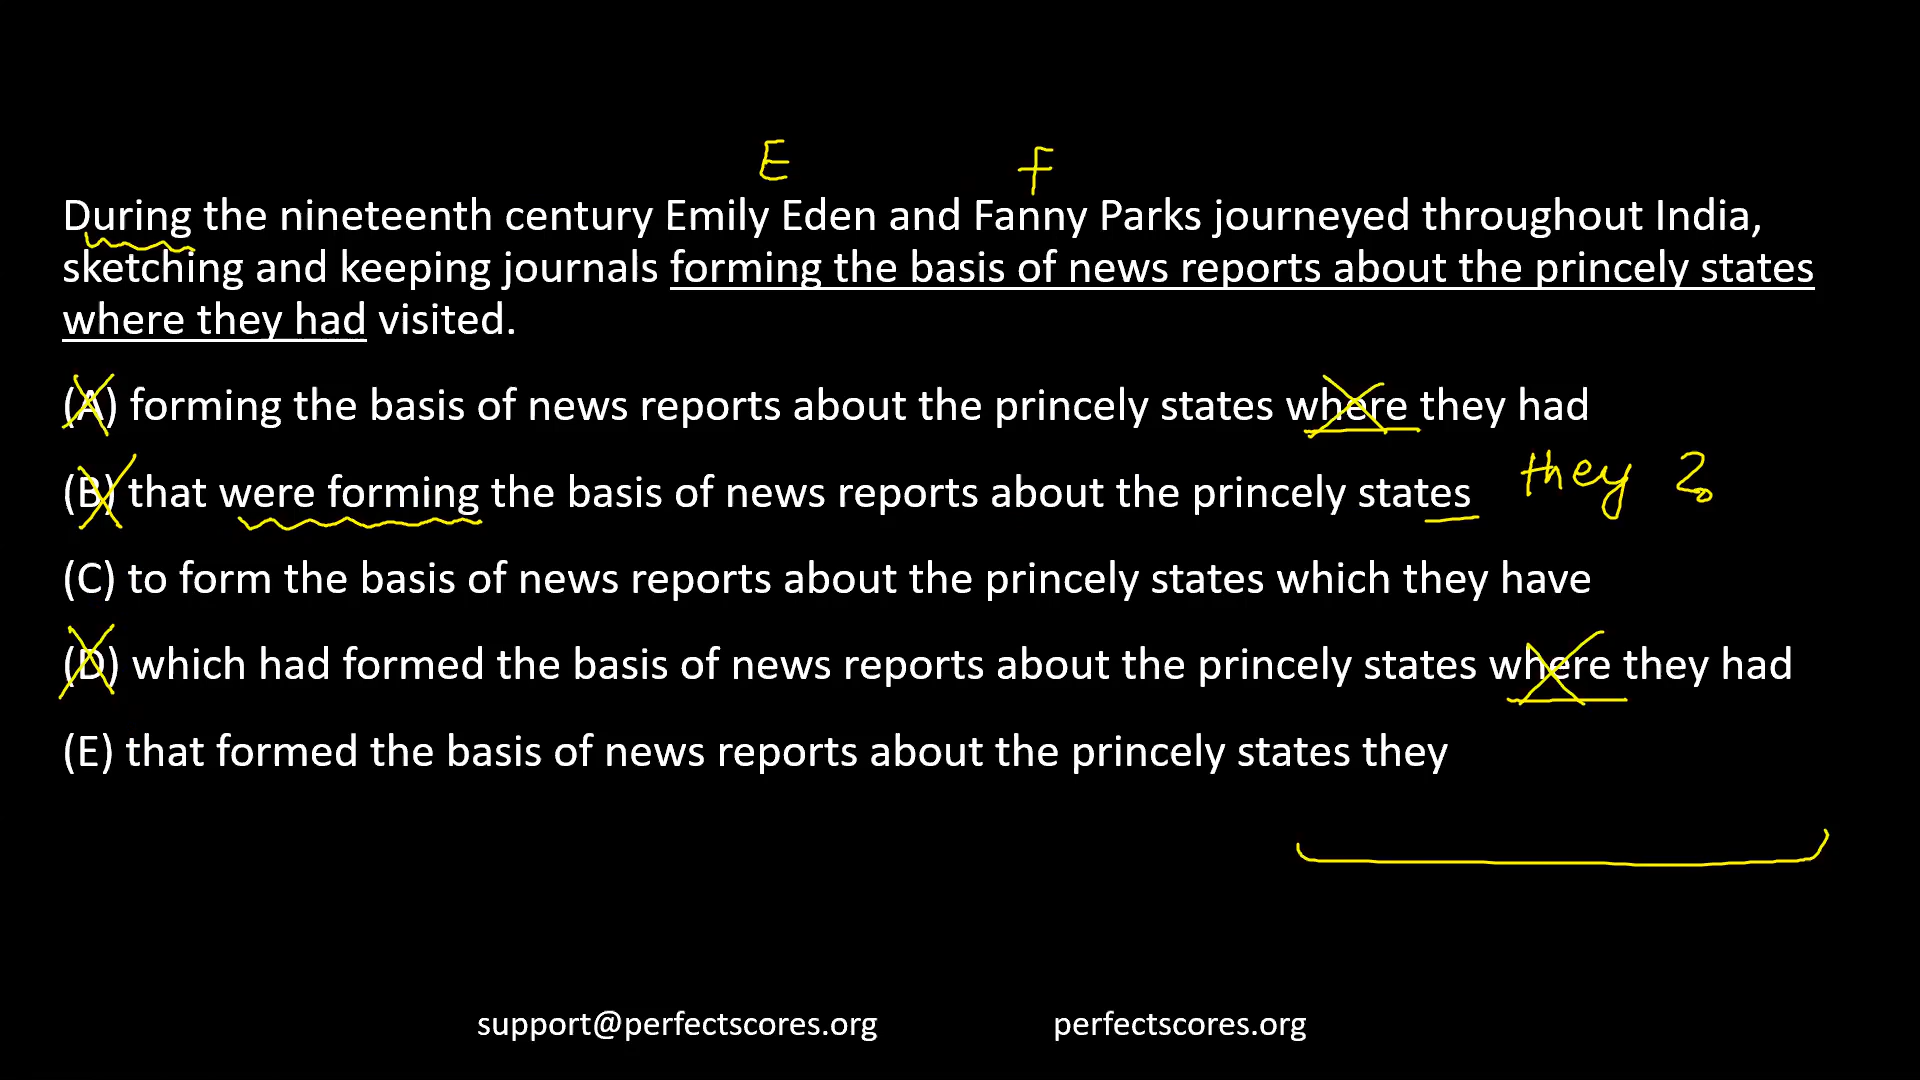 E F
During the nineteenth century Emily Eden and Fanny Parks journeyed throughout India,
sketching and keeping journals forming the basis of news reports about the princely states
where they had visited.
(A) forming the basis of news reports about the princely states where they had
(B) that were forming the basis of news reports about the princely states they ?
(C) to form the basis of news reports about the princely states which they have
(D) which had formed the basis of news reports about the princely states where they had
(E) that formed the basis of news reports about the princely states they
support@perfectscores.org perfectscores.org